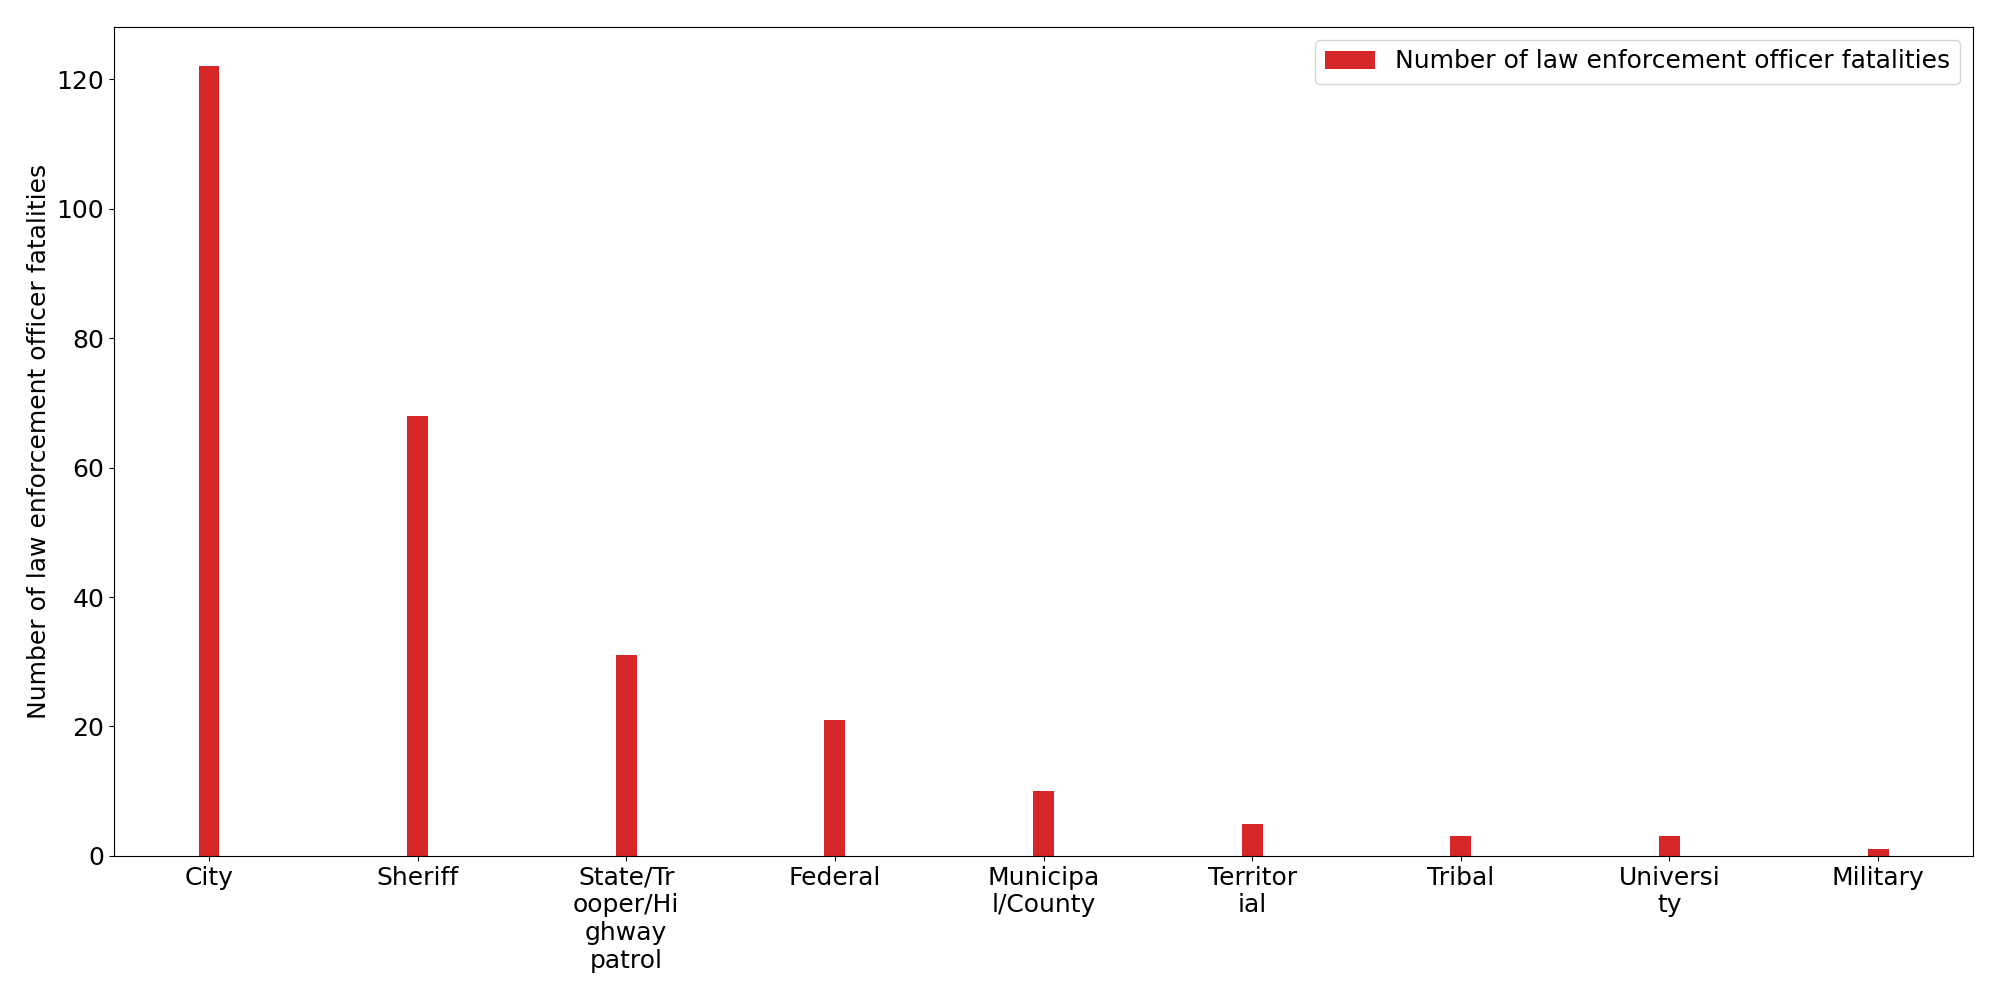 Number of law enforcement officer fatalities
Number of law enforcement officer fatalities
120
100
80
60
40
20
0
City
Sheriff
State/Tr
ooper/Hi
ghway
patrol
Federal
Municipa
l/County
Territor
ial
Tribal
Universi
ty
Military